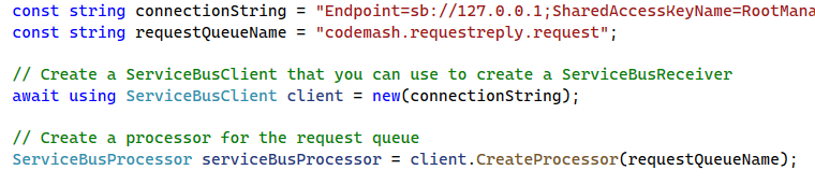 const string connectionString = "Endpoint=sb://127.0.0.1;SharedAccessKeyName=RootMana
const string requestQueueName = "codemash.requestreply.request";
// Create a ServiceBusClient that you can use to create a ServiceBusReceiver
await using ServiceBusClient client = new(connectionString);
// Create a processor for the request queue
ServiceBusProcessor serviceBusProcessor = client.CreateProcessor(requestQueueName);